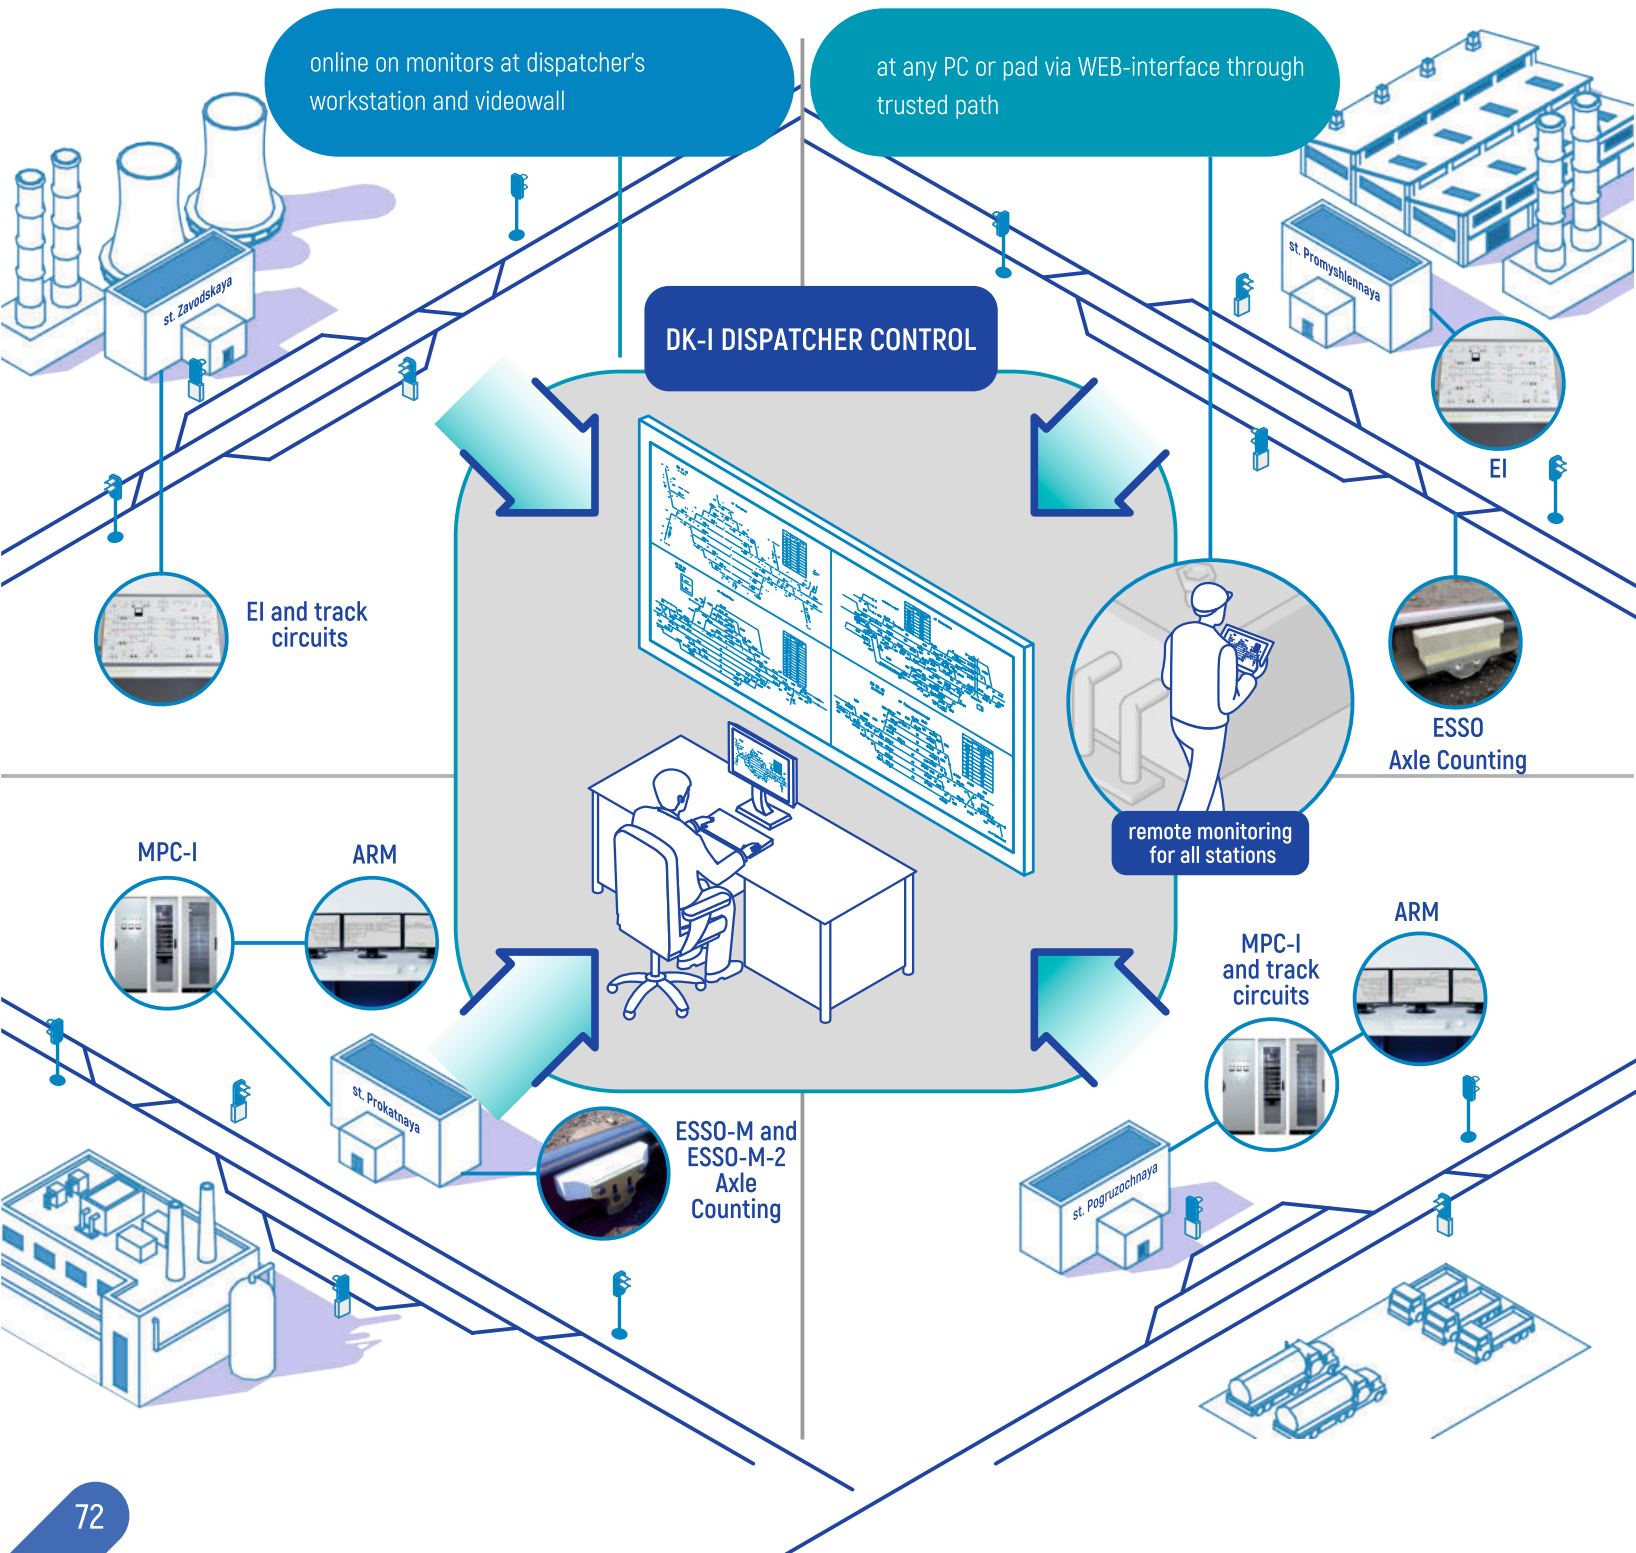 online on monitors at dispatcher's
workstation and videowall
at any PC or pad via WEB-interface through
trusted path
st. Zavodskaya
st. Promyshlennaya
DK-I DISPATCHER CONTROL
EI
EI and track
circuits
ESSO
Axle Counting
remote monitoring
for all stations
MPC-I
ARM
ARM
MPC-I
and track
circuits
st. Prokatnaya
ESSO-M and
ESSO-M-2
Axle
Counting
st. Pogruzochnaya
72